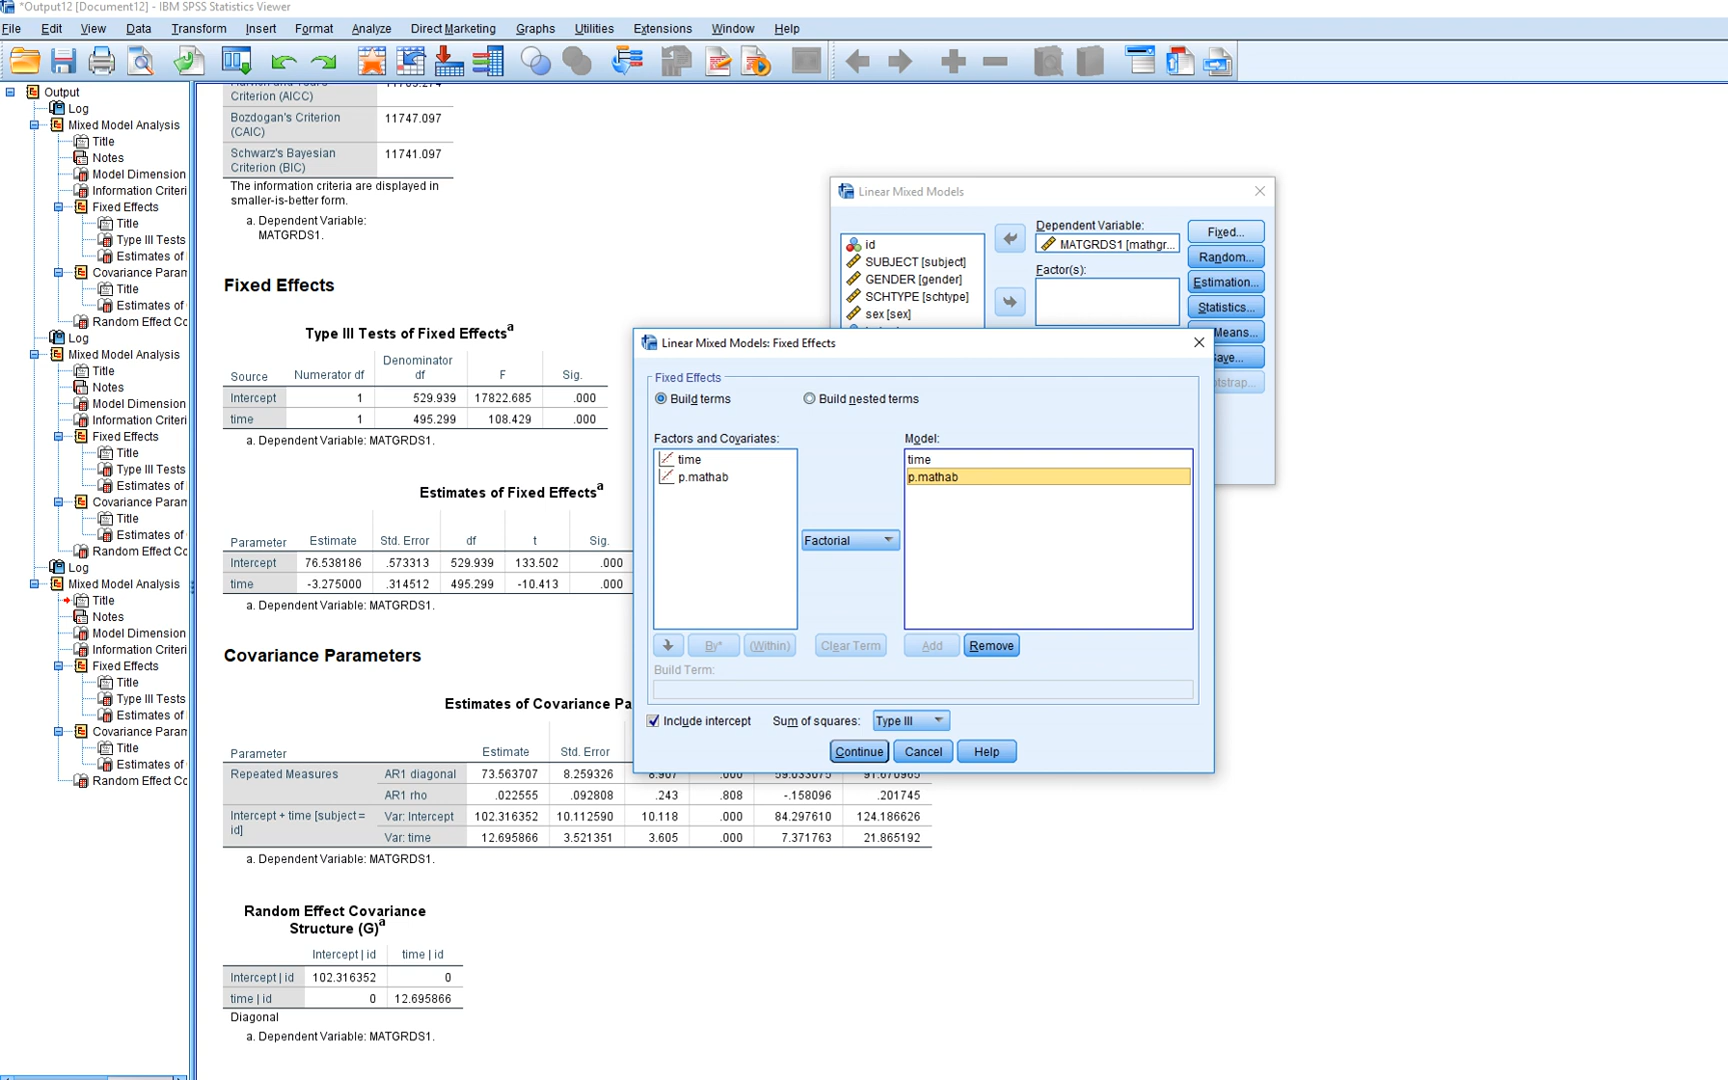 *Output12 [Document12] - IBM SPSS Statistics Viewer
File Edit View Data Transform Insert Format Analyze Direct Marketing Graphs Utilities Extensions Window Help
Output
Log
Mixed Model Analysis
Title
Notes
Model Dimension
Information Criteri
Fixed Effects
Title
Type III Tests
Estimates of
Covariance Param
Title
Estimates of
Random Effect Co
Log
Mixed Model Analysis
Title
Notes
Model Dimension
Information Criteri
Fixed Effects
Title
Type III Tests
Estimates of
Covariance Param
Title
Estimates of
Random Effect Co
Log
Mixed Model Analysis
Title
Notes
Model Dimension
Information Criteri
Fixed Effects
Title
Type III Tests
Estimates of
Covariance Param
Title
Estimates of
Random Effect Co
Criterion (AICC)
Bozdogan's Criterion 11747.097
(CAIC)
Schwarz's Bayesian 11741.097
Criterion (BIC)
The information criteria are displayed in
smaller-is-better form.
a. Dependent Variable:
MATGRDS1.
Fixed Effects
Type III Tests of Fixed Effects a
Source Numerator df Denominator df F Sig.
Intercept 1 529.939 17822.685 .000
time 1 495.299 108.429 .000
a. Dependent Variable: MATGRDS1.
Estimates of Fixed Effects a
Parameter Estimate Std. Error df t Sig.
Intercept 76.538186 .573313 529.939 133.502 .000
time -3.275000 .314512 495.299 -10.413 .000
a. Dependent Variable: MATGRDS1.
Covariance Parameters
Estimates of Covariance Pa
Parameter Estimate Std. Error
Repeated Measures AR1 diagonal 73.563707 8.259326 8.907 .000 59.033075 91.670965
AR1 rho .022555 .092808 .243 .808 -.158096 .201745
Intercept + time [subject = id] Var: Intercept 102.316352 10.112590 10.118 .000 84.297610 124.186626
Var: time 12.695866 3.521351 3.605 .000 7.371763 21.865192
a. Dependent Variable: MATGRDS1.
Random Effect Covariance
Structure (G) a
Intercept | id time | id
Intercept | id 102.316352 0
time | id 0 12.695866
Diagonal
a. Dependent Variable: MATGRDS1.
Linear Mixed Models
id
SUBJECT [subject]
GENDER [gender]
SCHTYPE [schtype]
sex [sex]
Dependent Variable:
MATGRDS1 [mathgr...
Factor(s):
Fixed...
Random...
Estimation...
Statistics...
Means...
ave...
tstrap...
Linear Mixed Models: Fixed Effects
Fixed Effects
Build terms Build nested terms
Factors and Covariates: Model:
time
p.mathab
Factorial
time
p.mathab
By* (Within) Clear Term Add Remove
Build Term:
Include intercept Sum of squares: Type III
Continue Cancel Help